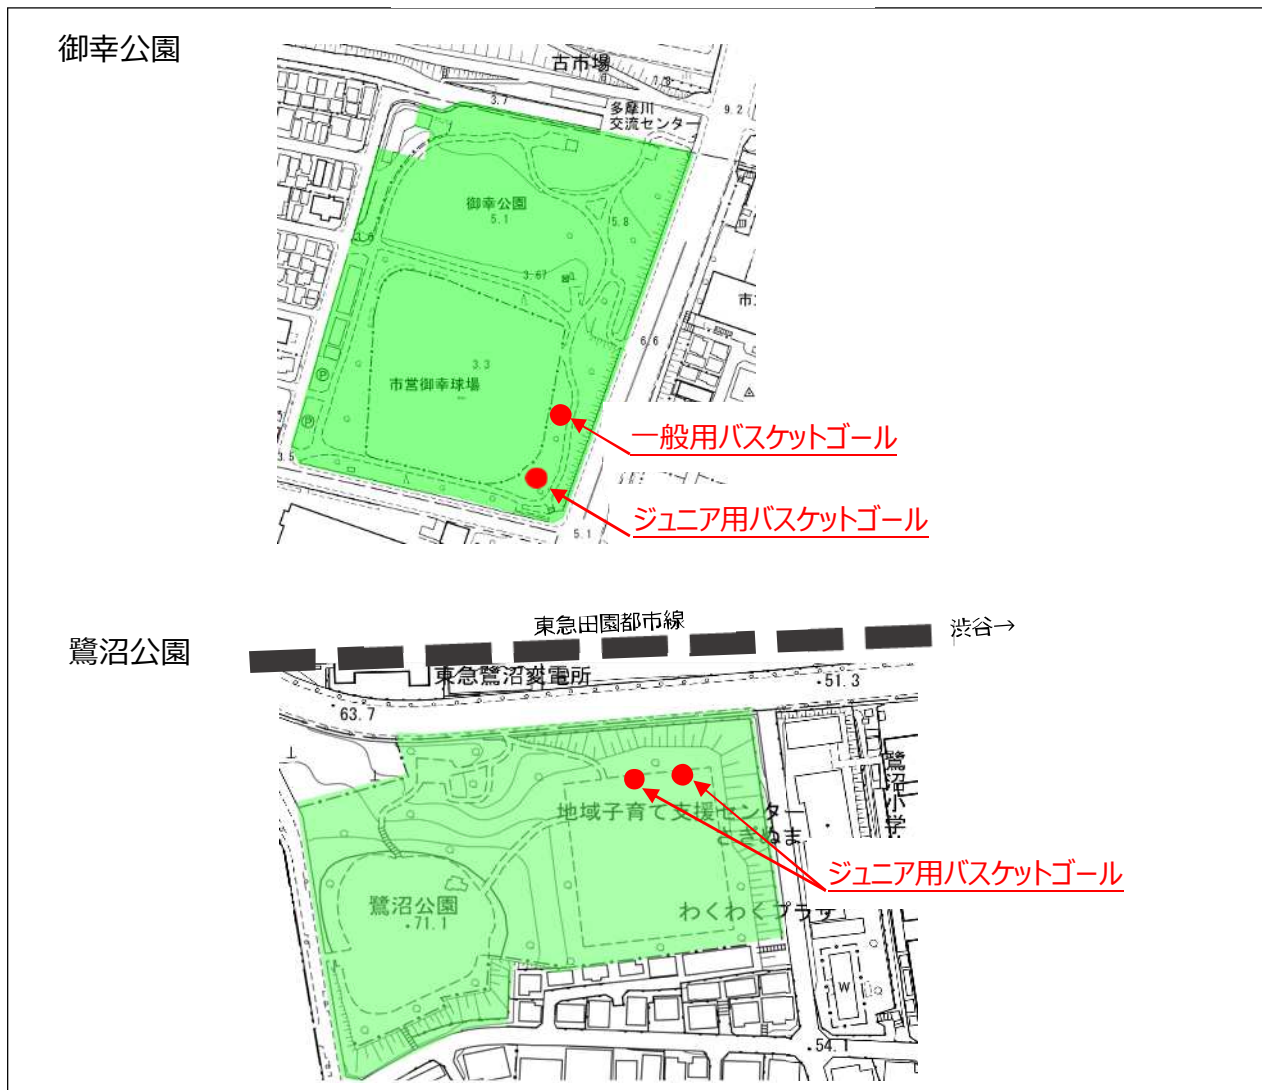 御幸公園
古市場
3.7
1.8
多摩川
交流センター
9.2
御幸公園
5.1
5.8
3.67
市
6.6
3.3
市営御幸球場
P
P
一般用バスケットゴール
3.5
ジュニア用バスケットゴール
5.1
東急田園都市線
渋谷→
鷺沼公園
東急鷺沼変電所
51.3
63.7
鷺沼小学
地域子育て支援センター
さぎぬま
ジュニア用バスケットゴール
鷺沼公園
71.1
わくわくプラザ
W
54.1